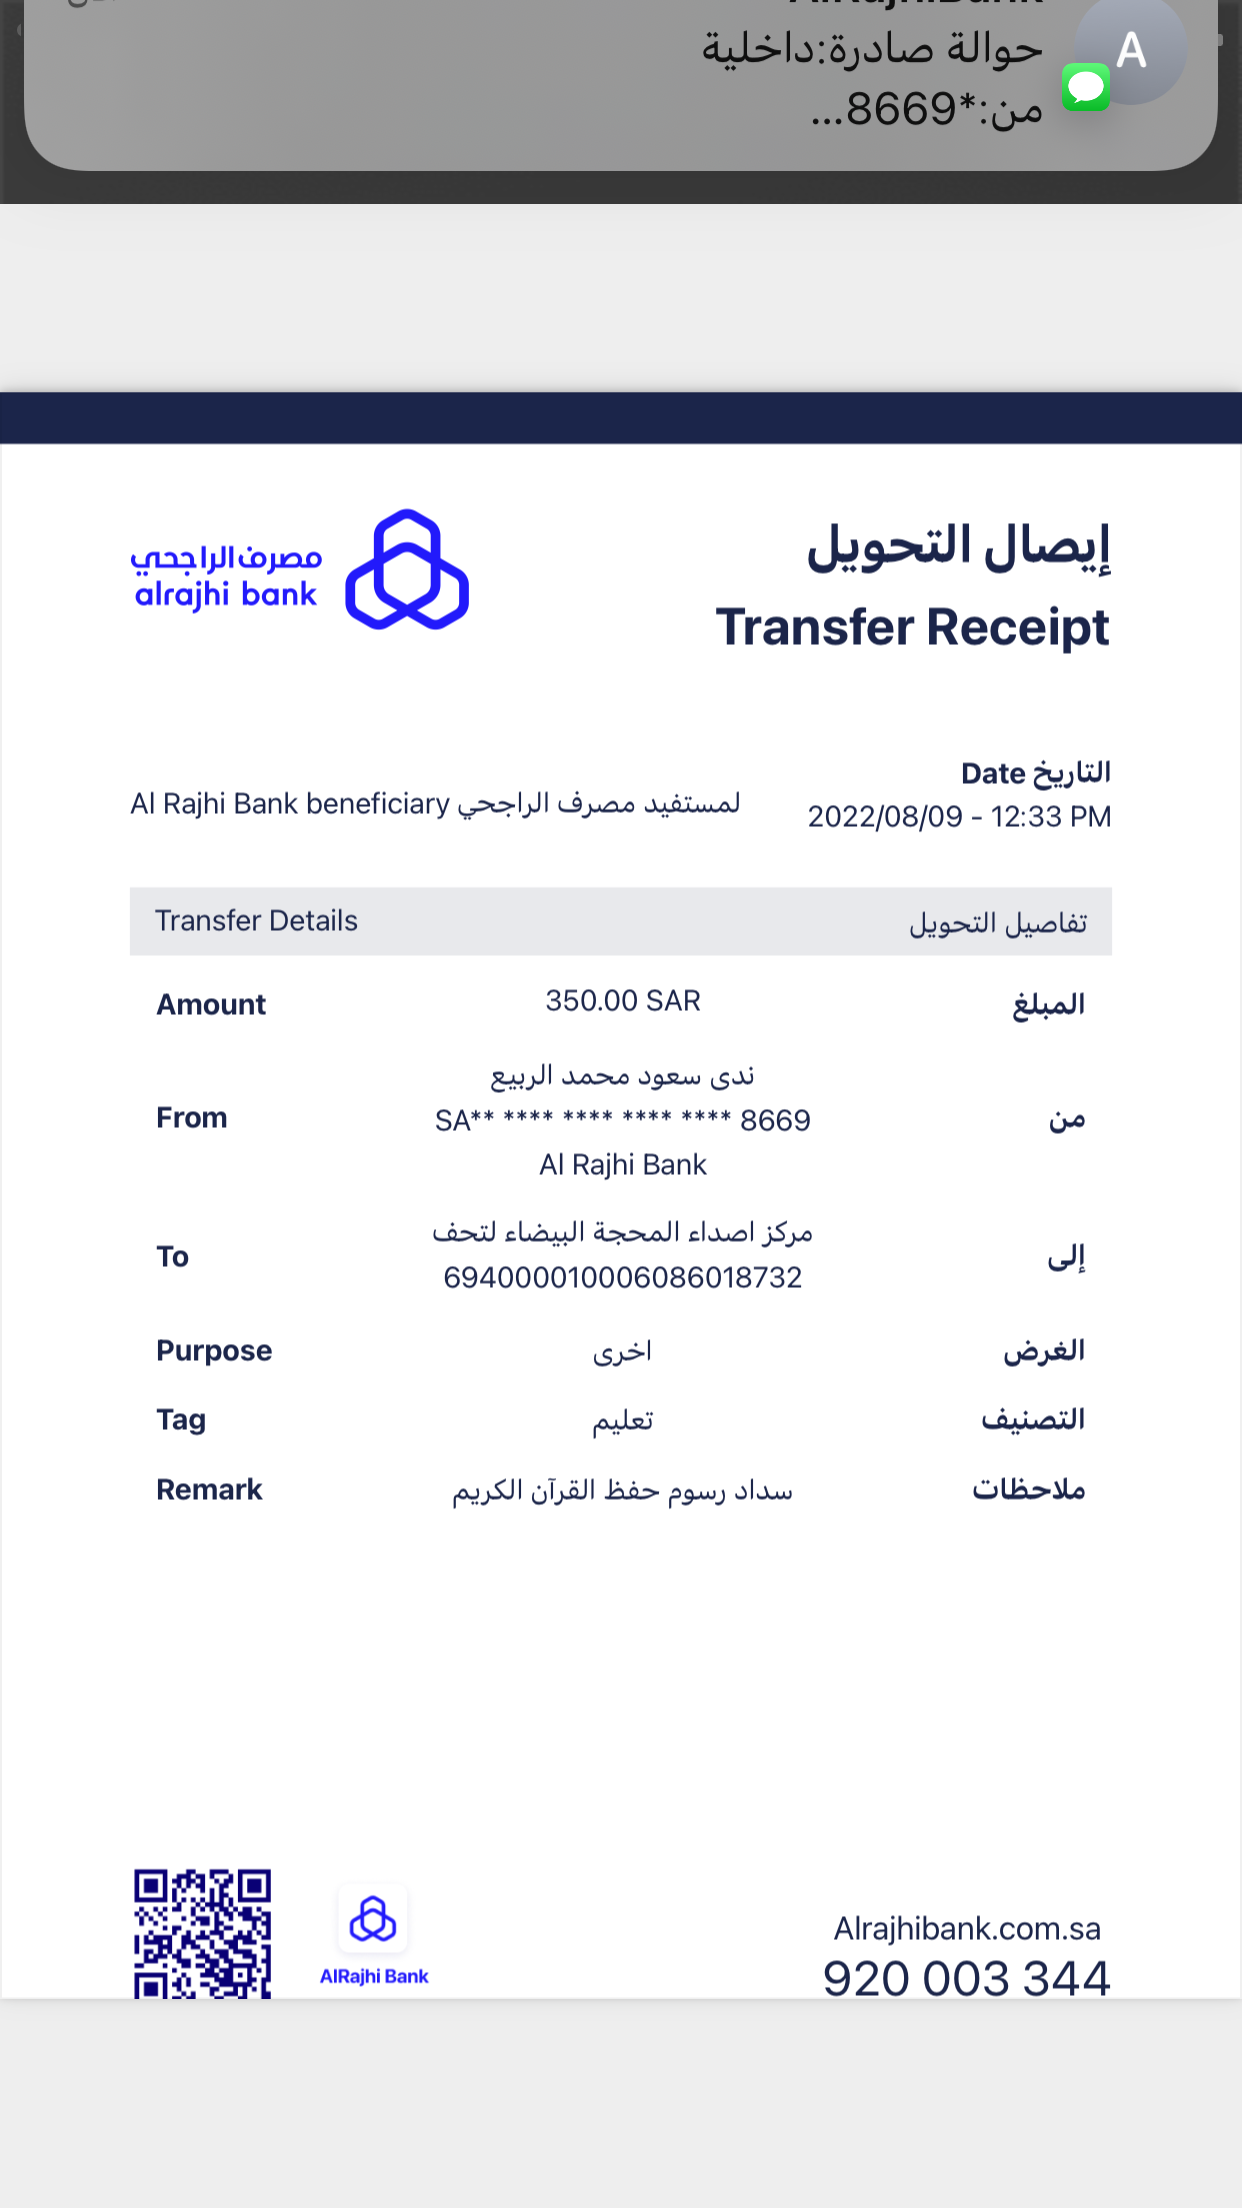 حوالة صادرة:داخلية
من:*8669...
A
مصرف الراجحي
alrajhi bank
إيصال التحويل
Transfer Receipt
التاريخ Date
2022/08/09 - 12:33 PM
لمستفيد مصرف الراجحي Al Rajhi Bank beneficiary
Transfer Details تفاصيل التحويل
Amount 350.00 SAR المبلغ
ندى سعود محمد الربيع
From SA** **** **** **** **** 8669 من
Al Rajhi Bank
مركز اصداء المحجة البيضاء لتحف
To إلى
694000010006086018732
Purpose اخرى الغرض
Tag تعليم التصنيف
Remark سداد رسوم حفظ القرآن الكريم ملاحظات
AlRajhi Bank
Alrajhibank.com.sa
920 003 344